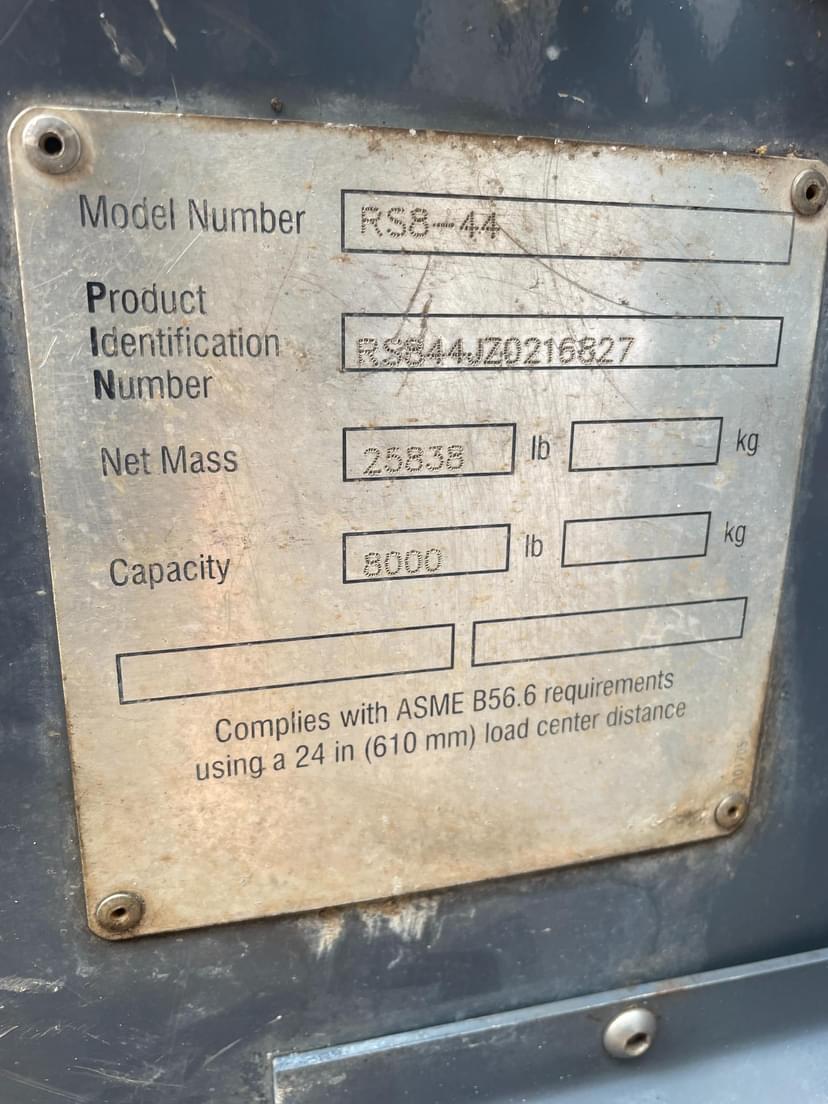 Model Number RS8-44
Product
Identification RS844JZ0216827
Number
Net Mass 25838 lb kg
Capacity 8000 lb kg
Complies with ASME B56.6 requirements
using a 24 in (610 mm) load center distance